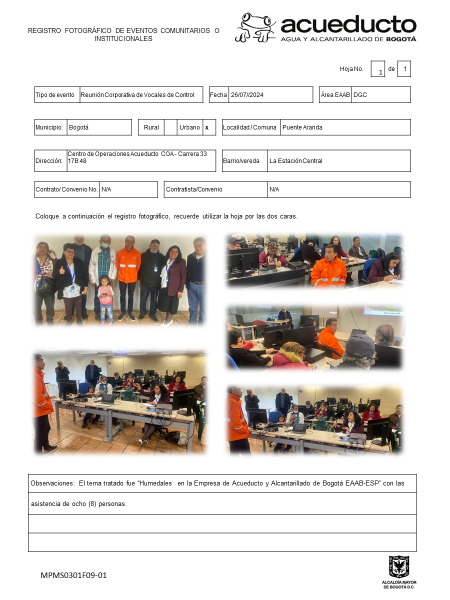 REGISTRO FOTOGRÁFICO DE EVENTOS COMUNITARIOS O
INSTITUCIONALES
acueducto
AGUA Y ALCANTARILLADO DE BOGOTÁ
Hoja No. 1 de 1
Tipo de evento Reunión Corporativa de Vocales de Control Fecha 26/07//2024 Área EAAB DGC
Municipio: Bogotá Rural Urbano x Localidad / Comuna Puente Aranda
Dirección: Centro de Operaciones Acueducto COA - Carrera 33
17B 48 Barrio/vereda La Estación Central
Contrato/ Convenio No. N/A Contratista/Convenio N/A
Coloque a continuación el registro fotográfico, recuerde utilizar la hoja por las dos caras.
Observaciones: El tema tratado fue "Humedales en la Empresa de Acueducto y Alcantarillado de Bogotá EAAB-ESP" con las
asistencia de ocho (8) personas.
MPMS0301F09-01
ALCALDÍA MAYOR
DE BOGOTÁ D.C.